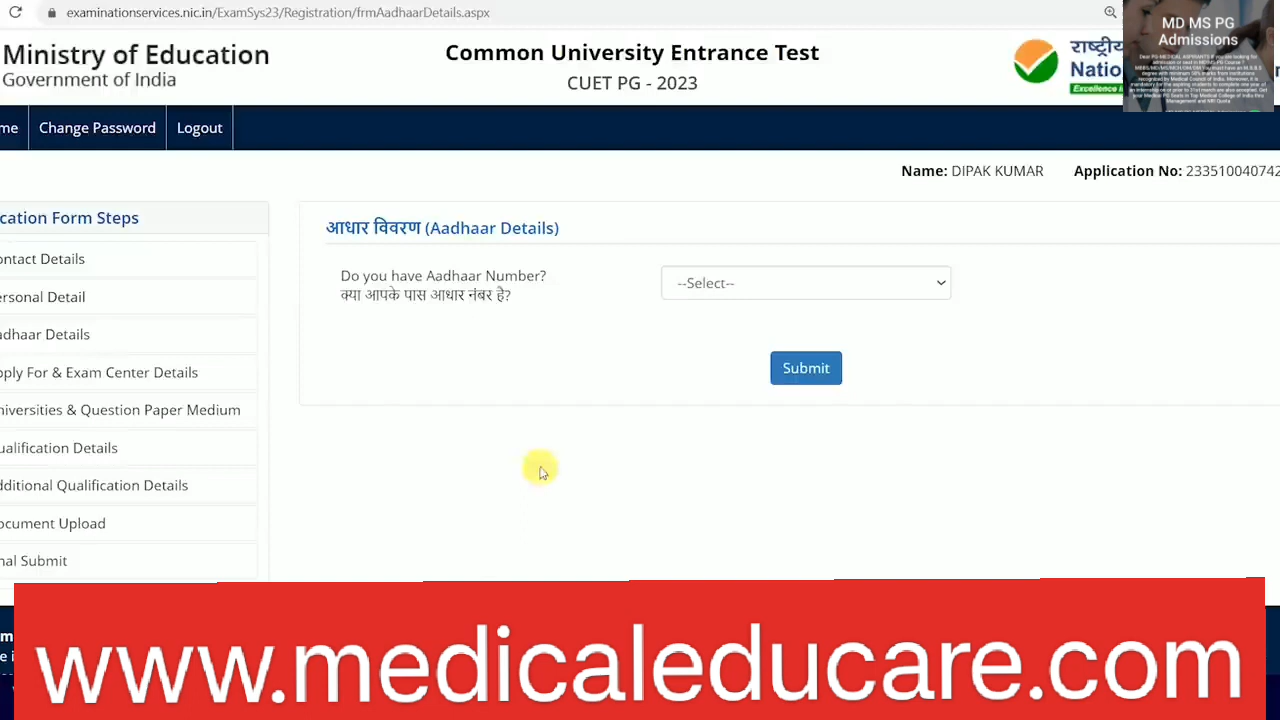 examinationservices.nic.in/ExamSys23/Registration/frmAadhaarDetails.aspx
Ministry of Education
Government of India
Common University Entrance Test
CUET PG - 2023
राष्ट्रीय
Natio
Excellence
MD MS PG
Admissions
me Change Password Logout
Name: DIPAK KUMAR Application No: 233510040742
cation Form Steps
ontact Details
ersonal Detail
adhaar Details
pply For & Exam Center Details
niversities & Question Paper Medium
ualification Details
dditional Qualification Details
ocument Upload
nal Submit
आधार विवरण (Aadhaar Details)
Do you have Aadhaar Number?
क्या आपके पास आधार नंबर है?
--Select--
Submit
www.medicaleducare.com